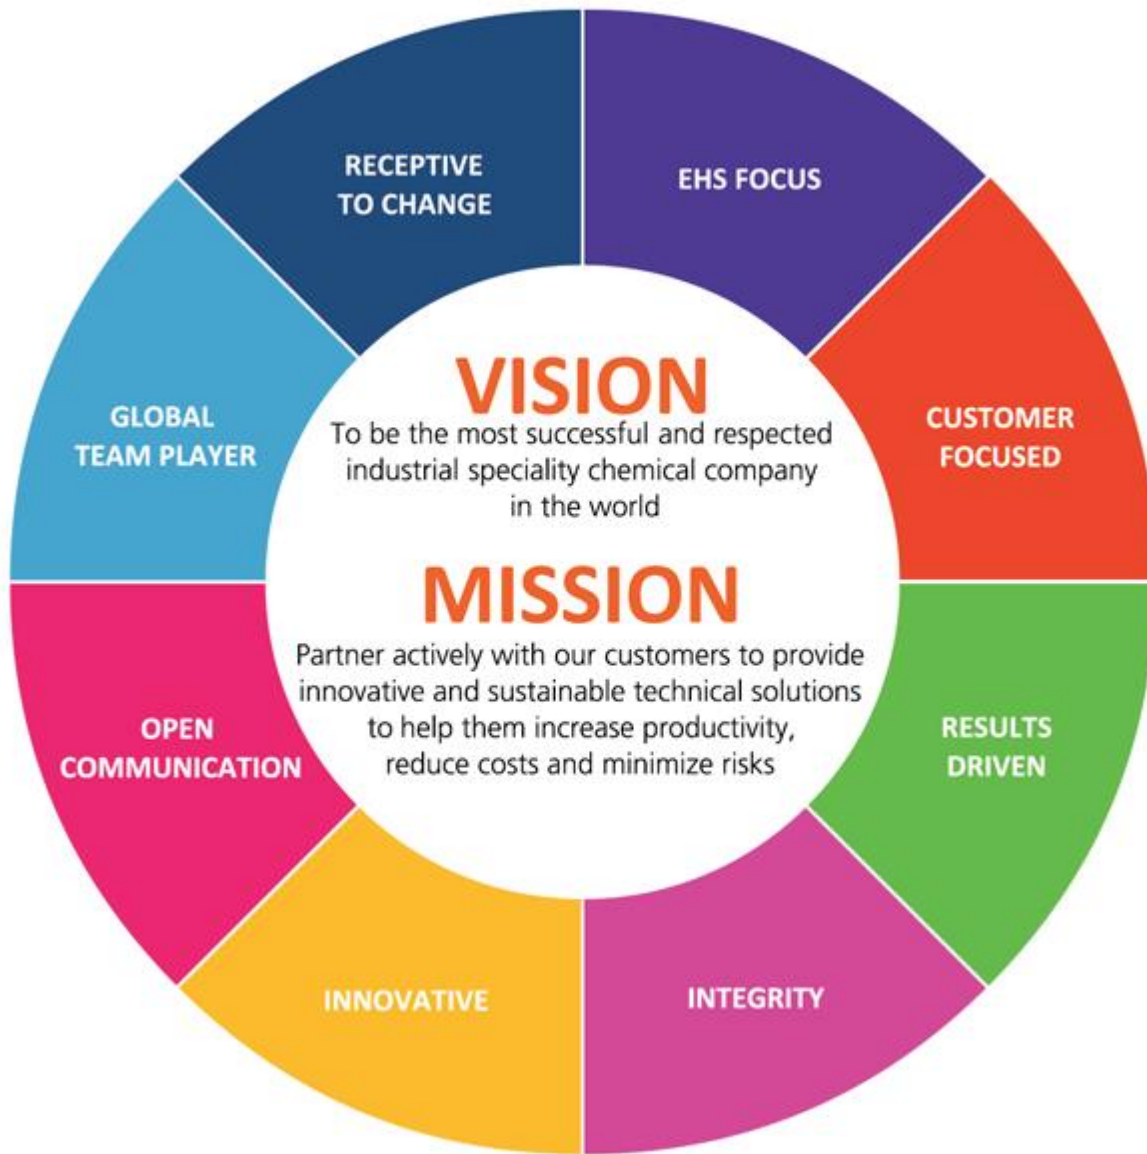 RECEPTIVE
TO CHANGE
EHS FOCUS
CUSTOMER
FOCUSED
RESULTS
DRIVEN
INTEGRITY
INNOVATIVE
OPEN
COMMUNICATION
GLOBAL
TEAM PLAYER
VISION
To be the most successful and respected
industrial speciality chemical company
in the world
MISSION
Partner actively with our customers to provide
innovative and sustainable technical solutions
to help them increase productivity,
reduce costs and minimize risks